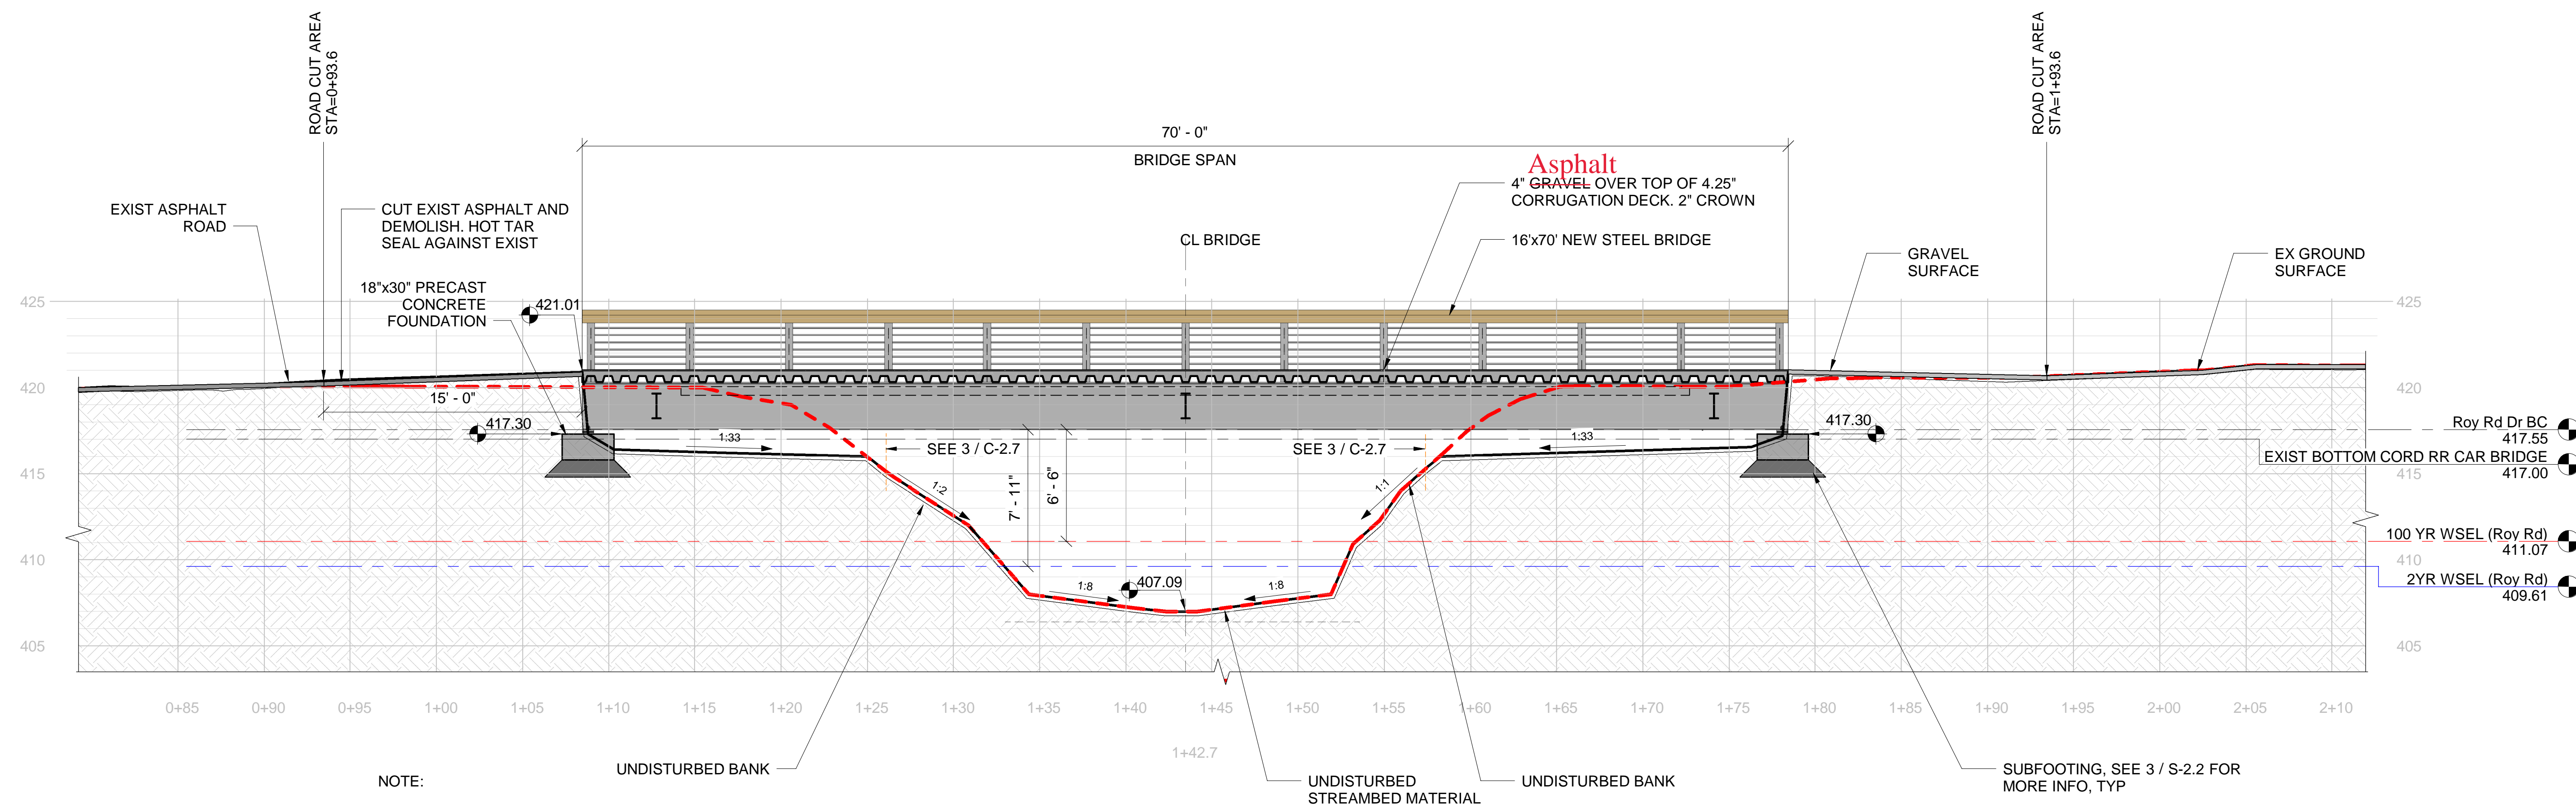 ROAD CUT AREA
STA=0+93.6
ROAD CUT AREA
STA=1+93.6
70' - 0"
BRIDGE SPAN
Asphalt
4" GRAVEL OVER TOP OF 4.25"
CORRUGATION DECK. 2" CROWN
EXIST ASPHALT
ROAD
CUT EXIST ASPHALT AND
DEMOLISH. HOT TAR
SEAL AGAINST EXIST
CL BRIDGE
16'x70' NEW STEEL BRIDGE
GRAVEL
SURFACE
EX GROUND
SURFACE
18"x30" PRECAST
CONCRETE
FOUNDATION
421.01
425
425
420
420
15' - 0"
417.30
417.30
1:33
1:33
SEE 3 / C-2.7
SEE 3 / C-2.7
Roy Rd Dr BC
417.55
EXIST BOTTOM CORD RR CAR BRIDGE
417.00
415
415
1:2
7' - 11"
6' - 6"
1:1
100 YR WSEL (Roy Rd)
411.07
410
410
2YR WSEL (Roy Rd)
409.61
1:8
407.09
1:8
405
405
0+85
0+90
0+95
1+00
1+05
1+10
1+15
1+20
1+25
1+30
1+35
1+40
1+45
1+50
1+55
1+60
1+65
1+70
1+75
1+80
1+85
1+90
1+95
2+00
2+05
2+10
1+42.7
NOTE:
UNDISTURBED BANK
UNDISTURBED
STREAMBED MATERIAL
UNDISTURBED BANK
SUBFOOTING, SEE 3 / S-2.2 FOR
MORE INFO, TYP